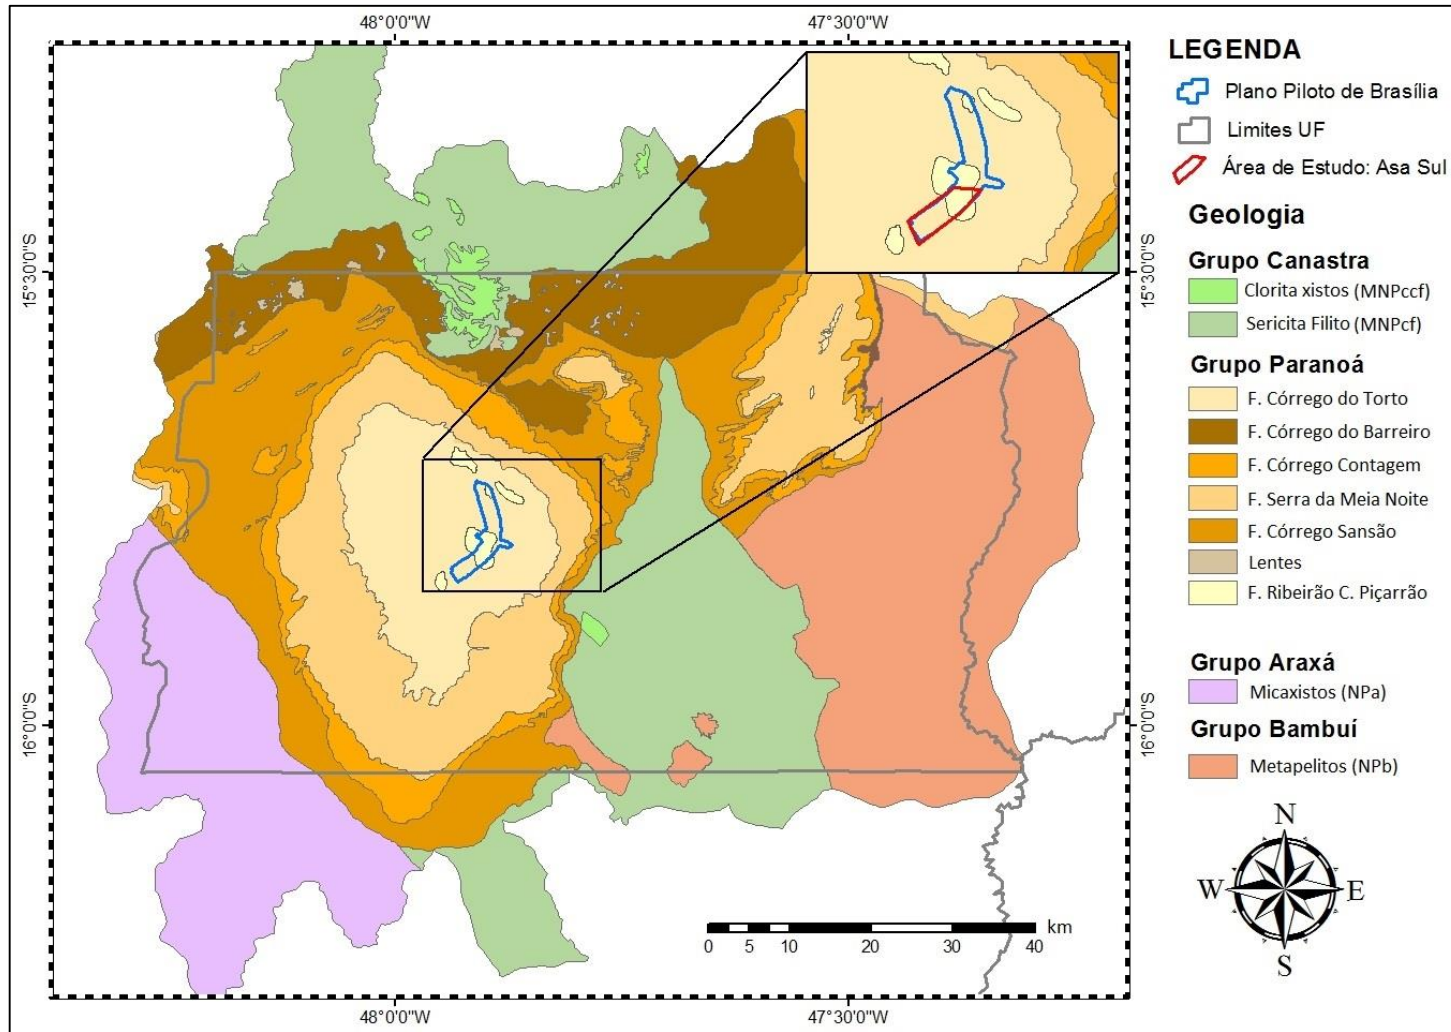 48°0'0"W
47°30'0"W
15°30'0"S
15°30'0"S
16°0'0"S
16°0'0"S
48°0'0"W
47°30'0"W
0 5 10 20 30 40
km
LEGENDA
Plano Piloto de Brasília
Limites UF
Área de Estudo: Asa Sul
Geologia
Grupo Canastra
Clorita xistos (MNPccf)
Sericita Filito (MNPcf)
Grupo Paranoá
F. Córrego do Torto
F. Córrego do Barreiro
F. Córrego Contagem
F. Serra da Meia Noite
F. Córrego Sansão
Lentes
F. Ribeirão C. Piçarrão
Grupo Araxá
Micaxistos (NPa)
Grupo Bambuí
Metapelitos (NPb)
N
W E
S